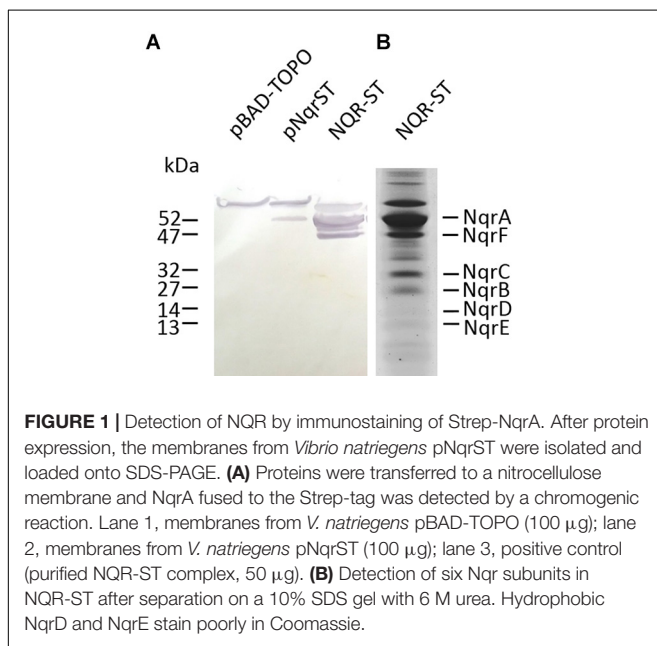 A
B
pBAD-TOPO
pNqrST
NQR-ST
NQR-ST
kDa
52
47
32
27
14
13
NqrA
NqrF
NqrC
NqrB
NqrD
NqrE
FIGURE 1 | Detection of NQR by immunostaining of Strep-NqrA. After protein
expression, the membranes from Vibrio natriegens pNqrST were isolated and
loaded onto SDS-PAGE. (A) Proteins were transferred to a nitrocellulose
membrane and NqrA fused to the Strep-tag was detected by a chromogenic
reaction. Lane 1, membranes from V. natriegens pBAD-TOPO (100 μg); lane
2, membranes from V. natriegens pNqrST (100 μg); lane 3, positive control
(purified NQR-ST complex, 50 μg). (B) Detection of six Nqr subunits in
NQR-ST after separation on a 10% SDS gel with 6 M urea. Hydrophobic
NqrD and NqrE stain poorly in Coomassie.